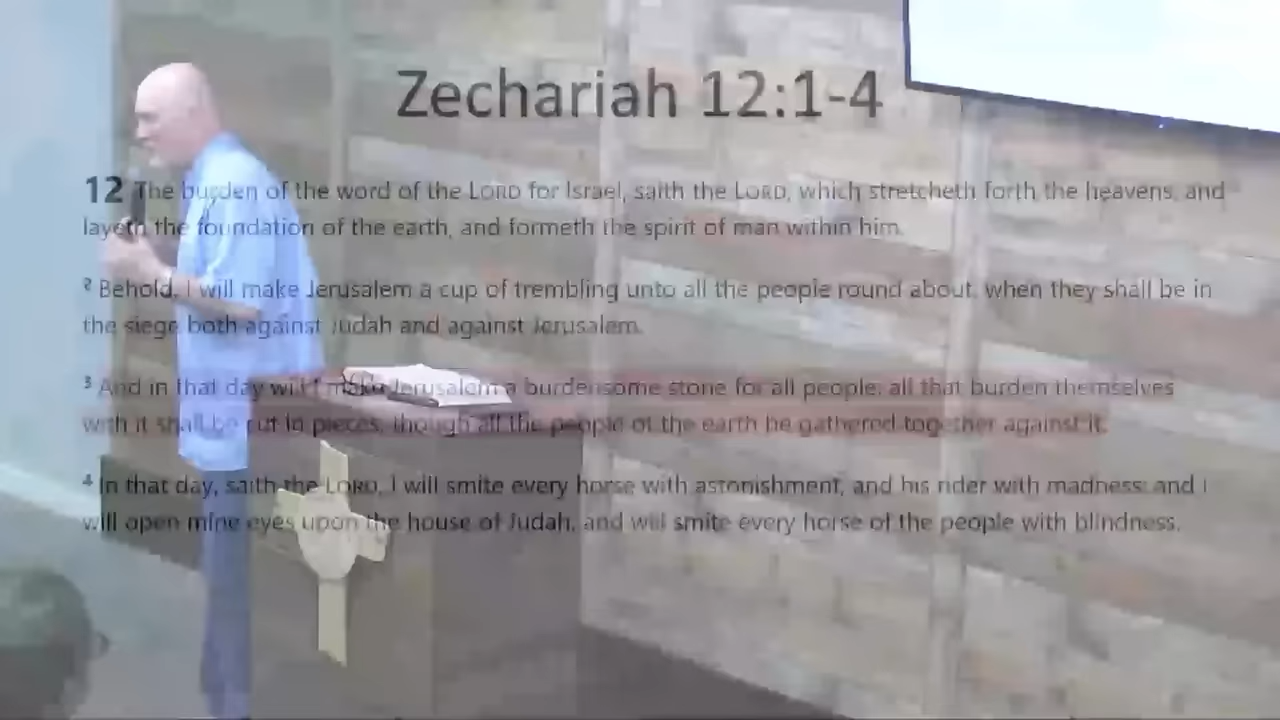 Zechariah 12:1-4
12 The burden of the word of the LORD for Israel, saith the LORD, which stretcheth forth the heavens, and
layeth the foundation of the earth, and formeth the spirit of man within him.
2 Behold, I will make Jerusalem a cup of trembling unto all the people round about, when they shall be in
the siege both against Judah and against Jerusalem.
3 And in that day will I make Jerusalem a burdensome stone for all people: all that burden themselves
with it shall be cut in pieces, though all the people of the earth be gathered together against it.
4 In that day, saith the LORD, I will smite every horse with astonishment, and his rider with madness: and I
will open mine eyes upon the house of Judah, and will smite every horse of the people with blindness.